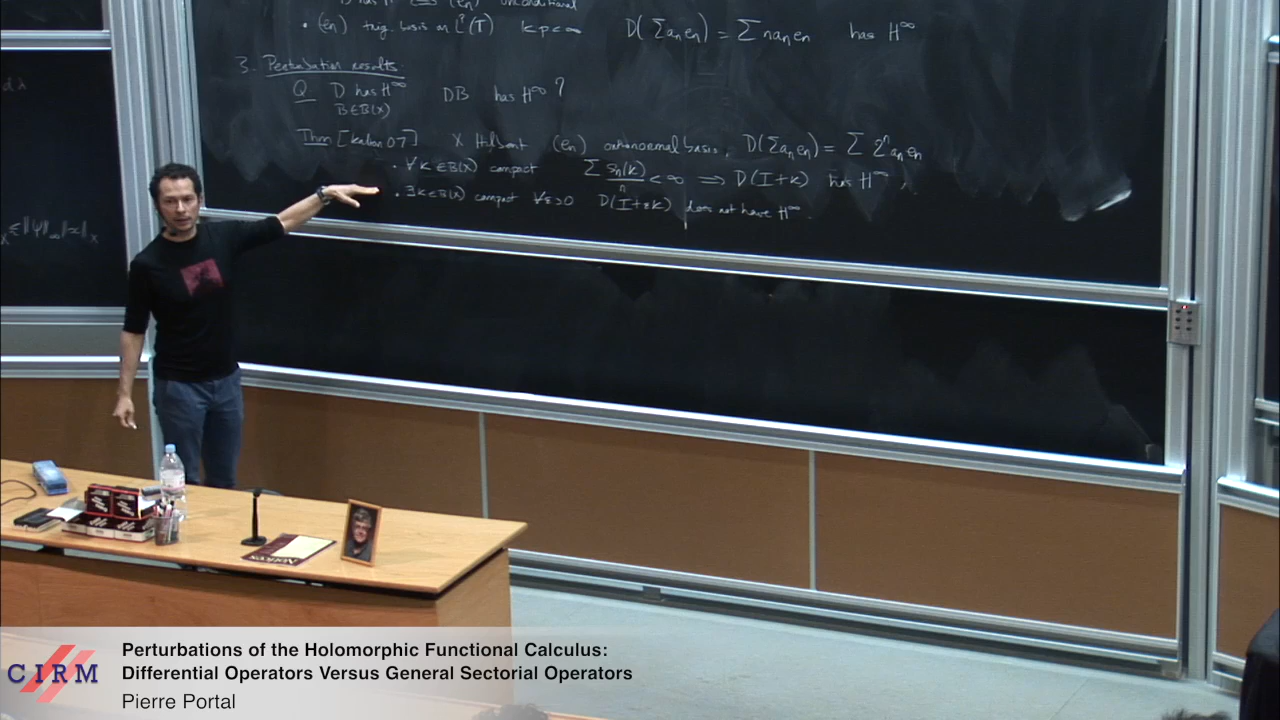 • (en) trig. basis on L^p(T) 1<p<∞ D(Σ an en) = Σ n an en has H^∞
3. Perturbation results
Q. D has H^∞ DB has H^∞ ?
B∈B(X)
Thm [Kalton 07] X Hilbert (en) orthonormal basis, D(Σ an en) = Σ 2^n an en
• ∀K∈B(X) compact Σ Sn(K)/n < ∞ ⟹ D(I+K) has H^∞,
• ∃K∈B(X) compact ∀ε>0 D(I+εK) does not have H^∞.
CIRM
Perturbations of the Holomorphic Functional Calculus:
Differential Operators Versus General Sectorial Operators
Pierre Portal